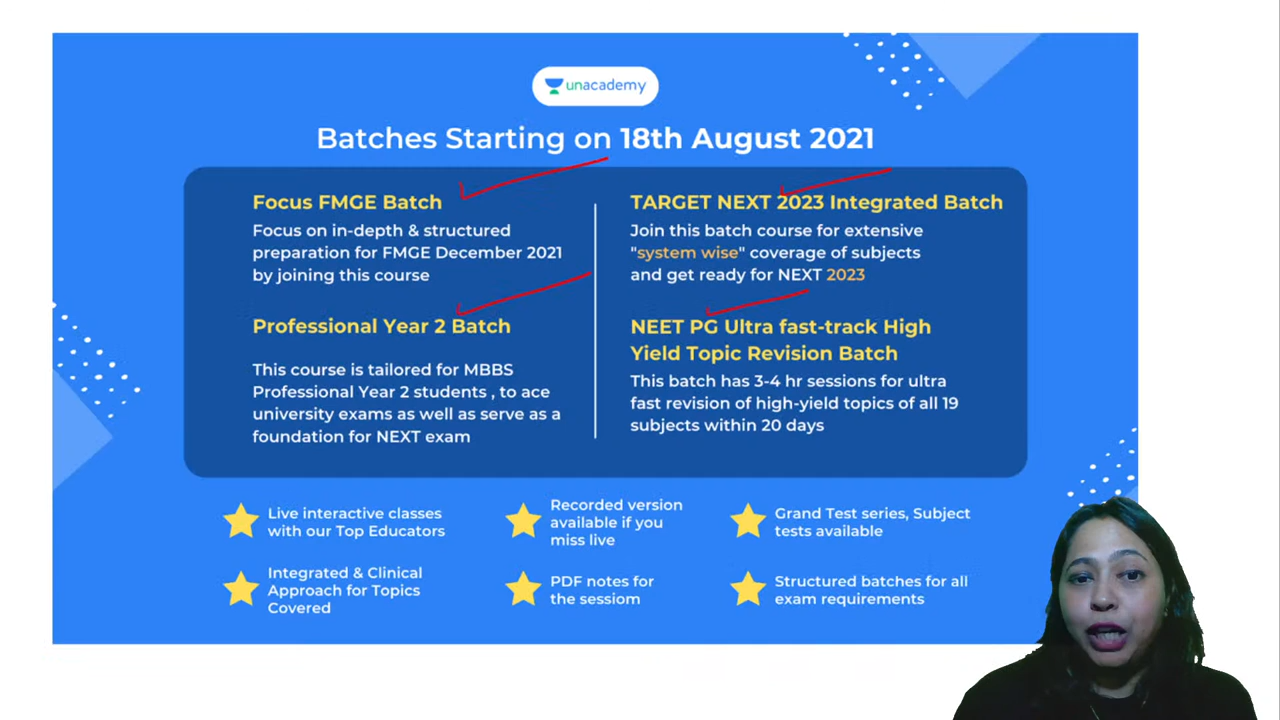 unacademy
Batches Starting on 18th August 2021
Focus FMGE Batch
Focus on in-depth & structured
preparation for FMGE December 2021
by joining this course
Professional Year 2 Batch
This course is tailored for MBBS
Professional Year 2 students , to ace
university exams as well as serve as a
foundation for NEXT exam
TARGET NEXT 2023 Integrated Batch
Join this batch course for extensive
"system wise" coverage of subjects
and get ready for NEXT 2023
NEET PG Ultra fast-track High
Yield Topic Revision Batch
This batch has 3-4 hr sessions for ultra
fast revision of high-yield topics of all 19
subjects within 20 days
Live interactive classes
with our Top Educators
Recorded version
available if you
miss live
Grand Test series, Subject
tests available
Integrated & Clinical
Approach for Topics
Covered
PDF notes for
the sessiom
Structured batches for all
exam requirements